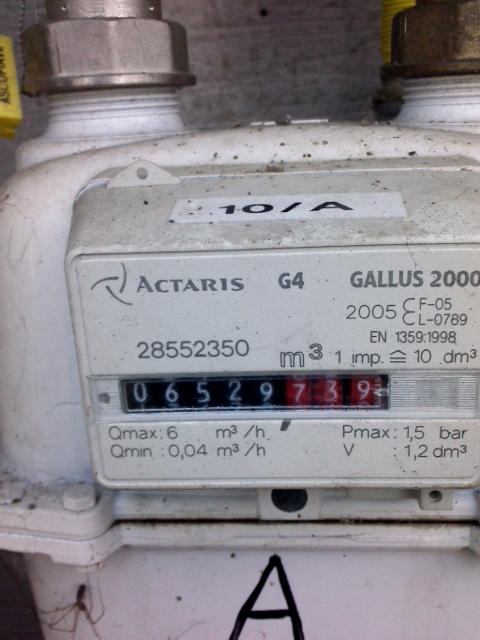 10/A
ACTARIS G4 GALLUS 2000
2005 F-05
L-0789
EN 1359:1998
28552350 m³ 1 imp. ≙ 10 dm³
06529739
Qmax: 6 m³/h Pmax: 1,5 bar
Qmin: 0,04 m³/h V : 1,2 dm³
A